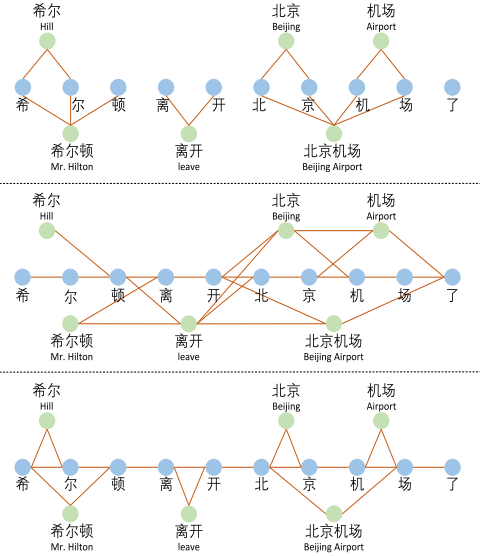 希尔 北京 机场
Hill Beijing Airport
希 尔 顿 离 开 北 京 机 场 了
希尔顿 离开 北京机场
Mr. Hilton leave Beijing Airport
希尔 北京 机场
Hill Beijing Airport
希 尔 顿 离 开 北 京 机 场 了
希尔顿 离开 北京机场
Mr. Hilton leave Beijing Airport
希尔 北京 机场
Hill Beijing Airport
希 尔 顿 离 开 北 京 机 场 了
希尔顿 离开 北京机场
Mr. Hilton leave Beijing Airport